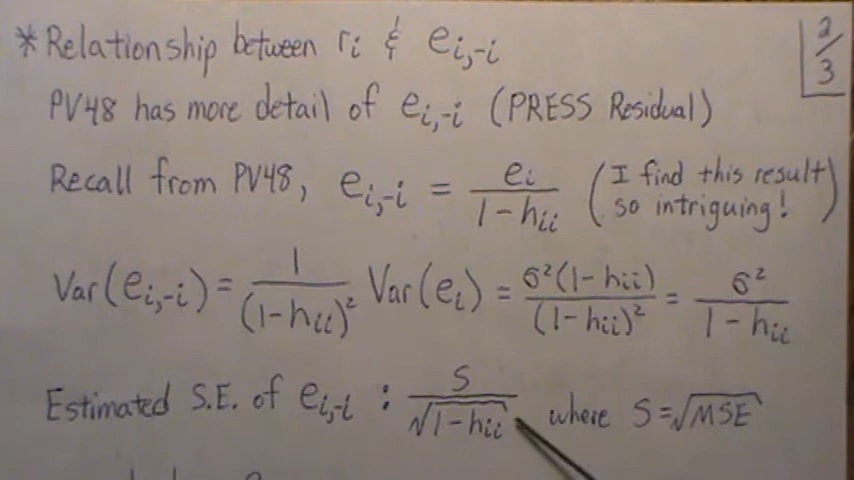 *Relationship between ri & ei,-i
2/3
PV48 has more detail of ei,-i (PRESS Residual)
Recall from PV48, ei,-i = ei / 1-hii (I find this result so intriguing!)
Var(ei,-i) = 1/(1-hii)² Var(ei) = σ²(1-hii)/(1-hii)² = σ²/1-hii
Estimated S.E. of ei,-i : S/√1-hii where S=√MSE